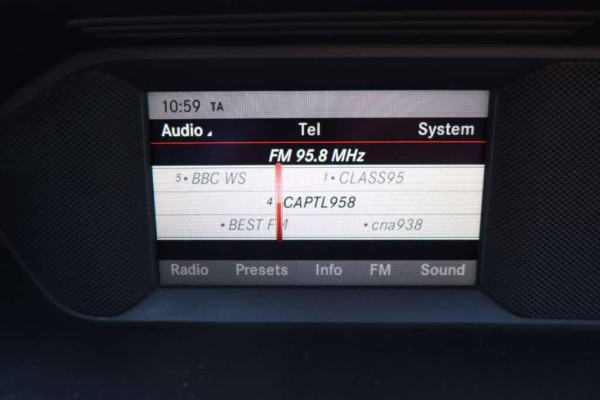 10:59 TA
Audio Tel System
FM 95.8 MHz
5• BBC WS 1• CLASS95
4 CAPTL958
• BEST FM • cna938
Radio Presets Info FM Sound